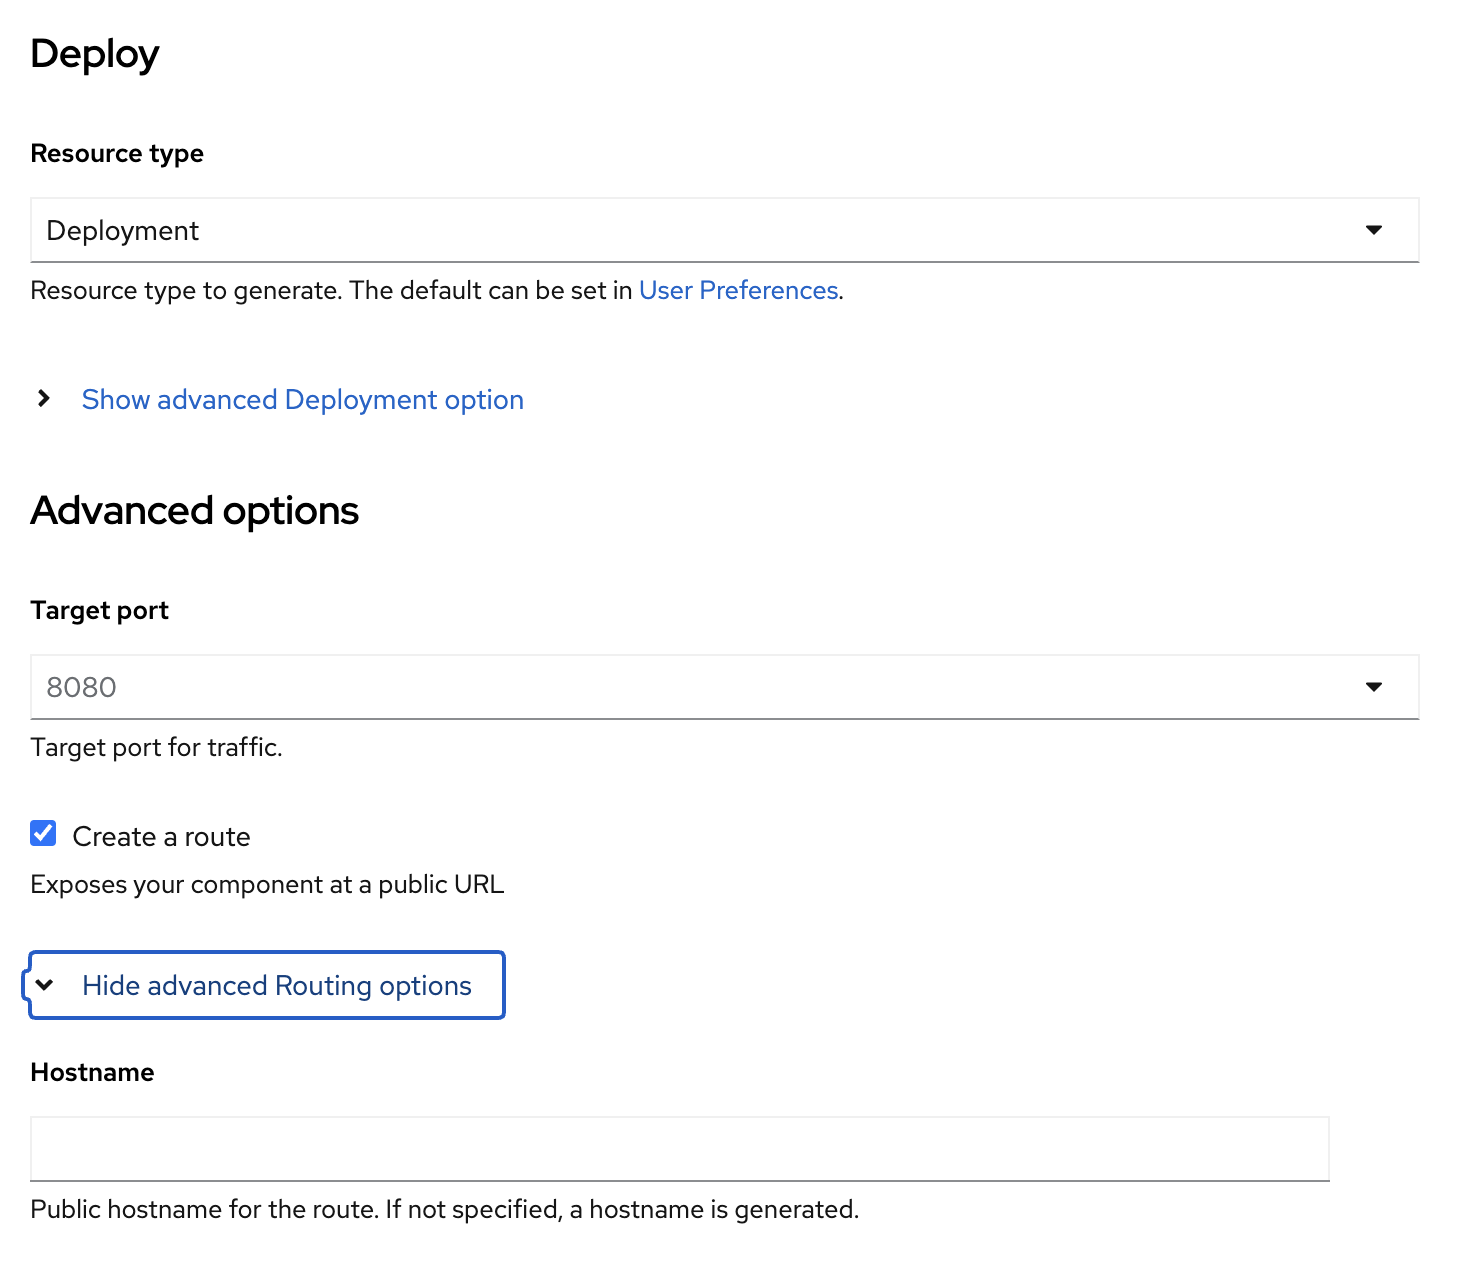 Deploy
Resource type
Deployment
Resource type to generate. The default can be set in User Preferences.
Show advanced Deployment option
Advanced options
Target port
8080
Target port for traffic.
Create a route
Exposes your component at a public URL
Hide advanced Routing options
Hostname
Public hostname for the route. If not specified, a hostname is generated.